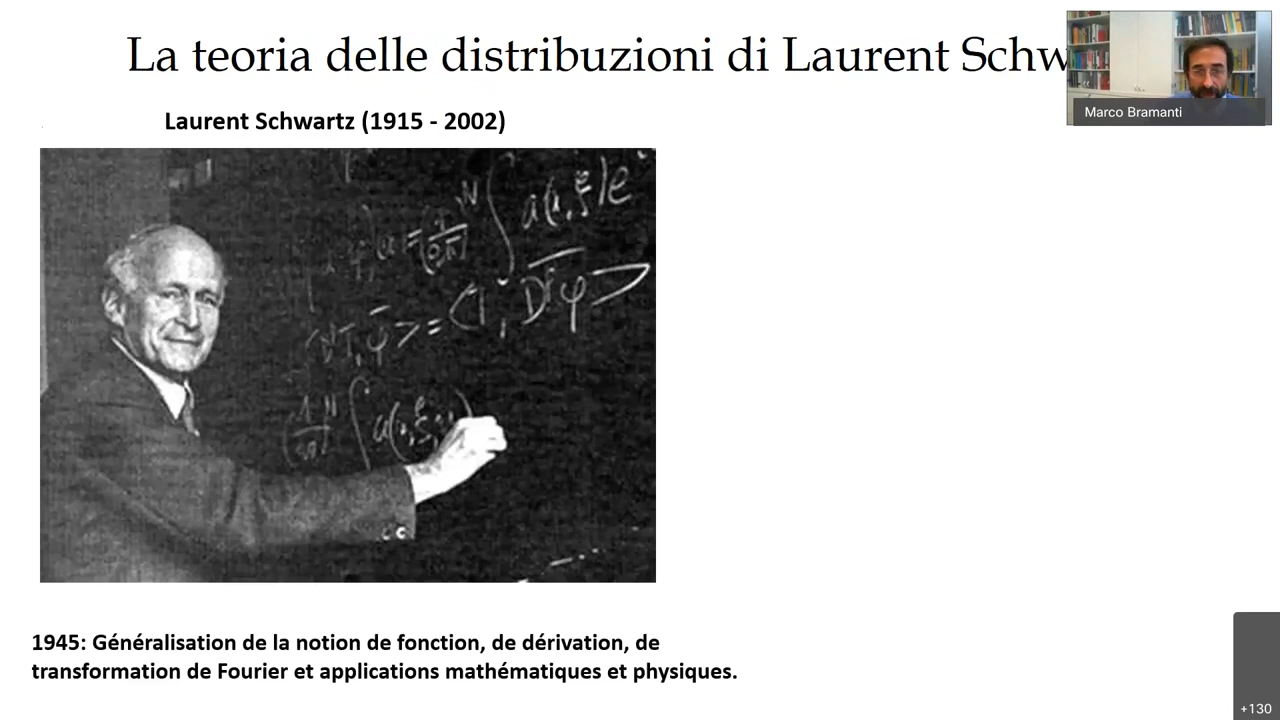 La teoria delle distribuzioni di Laurent Schw
Marco Bramanti
Laurent Schwartz (1915 - 2002)
1945: Généralisation de la notion de fonction, de dérivation, de
transformation de Fourier et applications mathématiques et physiques.
+130